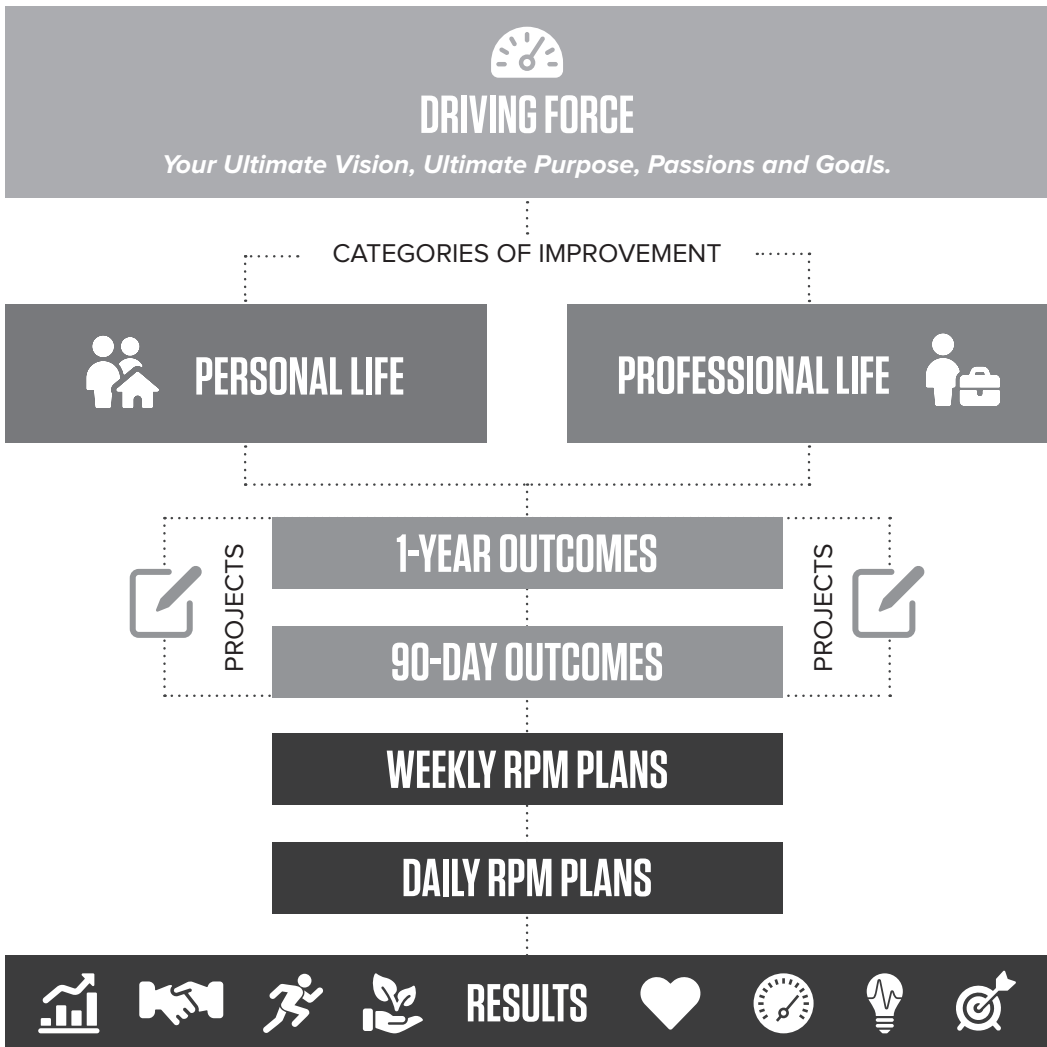 DRIVING FORCE
Your Ultimate Vision, Ultimate Purpose, Passions and Goals.
CATEGORIES OF IMPROVEMENT
PERSONAL LIFE
PROFESSIONAL LIFE
PROJECTS
1-YEAR OUTCOMES
90-DAY OUTCOMES
PROJECTS
WEEKLY RPM PLANS
DAILY RPM PLANS
RESULTS